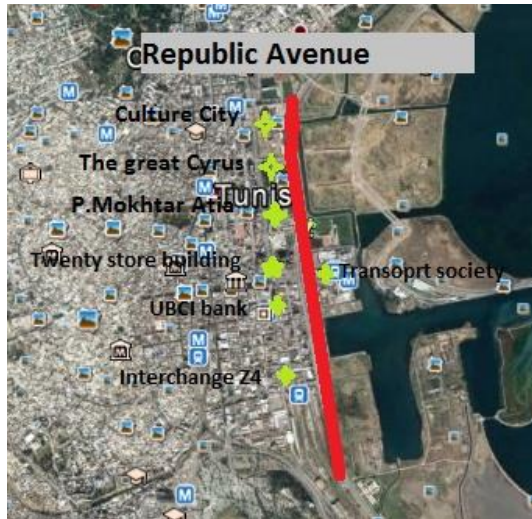 Republic Avenue
Culture City
The great Cyrus
Tunis
P.Mokhtar Atia
Twenty store building
Transoprt society
UBCI bank
Interchange Z4